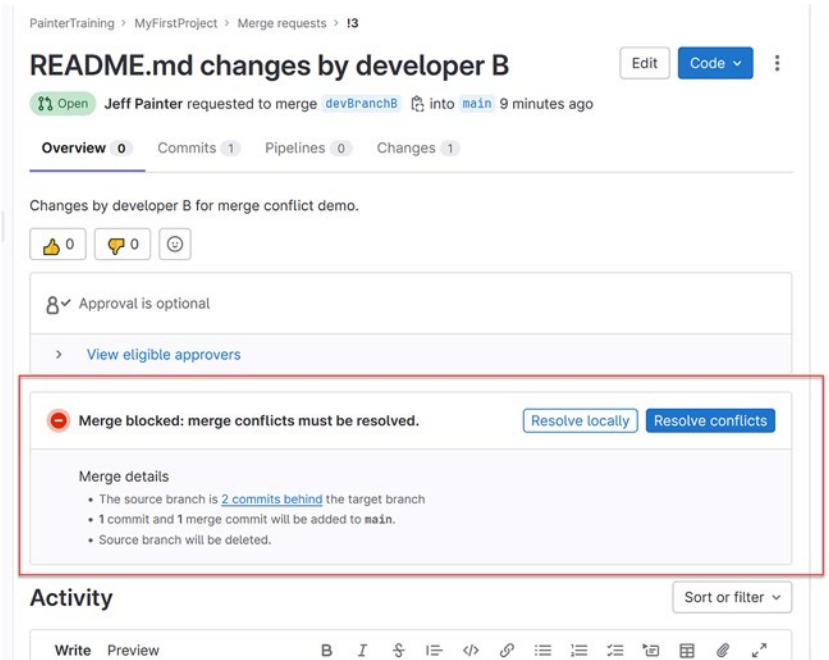 PainterTraining > MyFirstProject > Merge requests > !3
README.md changes by developer B
Edit
Code
Open Jeff Painter requested to merge devBranchB into main 9 minutes ago
Overview 0 Commits 1 Pipelines 0 Changes 1
Changes by developer B for merge conflict demo.
0 0
Approval is optional
> View eligible approvers
Merge blocked: merge conflicts must be resolved.
Resolve locally
Resolve conflicts
Merge details
• The source branch is 2 commits behind the target branch
• 1 commit and 1 merge commit will be added to main.
• Source branch will be deleted.
Activity
Sort or filter
Write Preview B I S </>